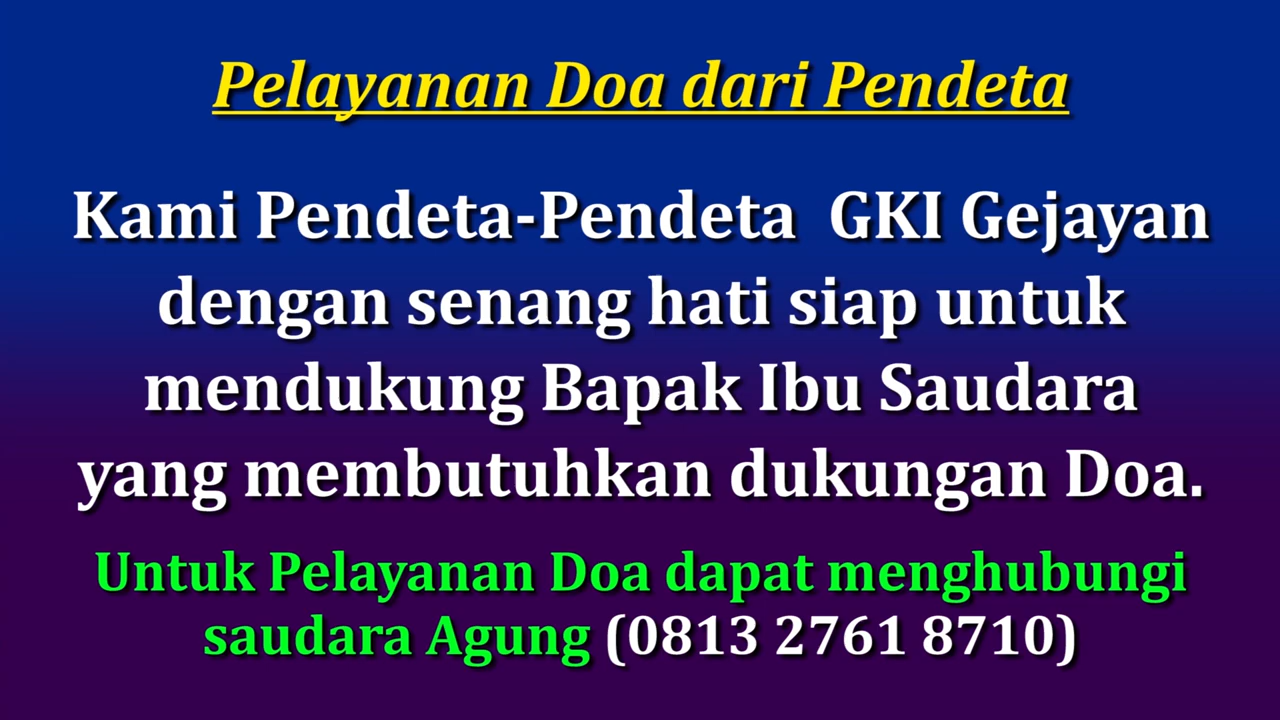 Pelayanan Doa dari Pendeta
Kami Pendeta-Pendeta  GKI Gejayan
dengan senang hati siap untuk
mendukung Bapak Ibu Saudara
yang membutuhkan dukungan Doa.
Untuk Pelayanan Doa dapat menghubungi
saudara Agung (0813 2761 8710)